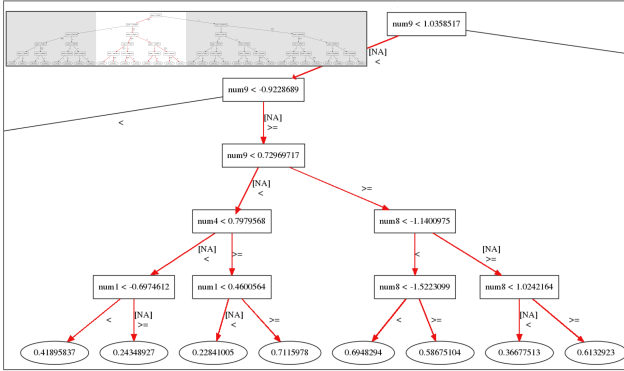 num9 < 1.0358517
[NA]
<
num9 < -0.9228689
<
[NA]
>=
num9 < 0.72969717
[NA]
<
>=
num4 < 0.7979568
num8 < -1.1400975
[NA]
<
>=
<
[NA]
>=
num1 < -0.6974612
num1 < 0.4600564
num8 < -1.5223099
num8 < 1.0242164
<
[NA]
>=
[NA]
<
>=
<
>=
[NA]
<
>=
0.41895837
0.24348927
0.22841005
0.7115978
0.6948294
0.58675104
0.36677513
0.6132923